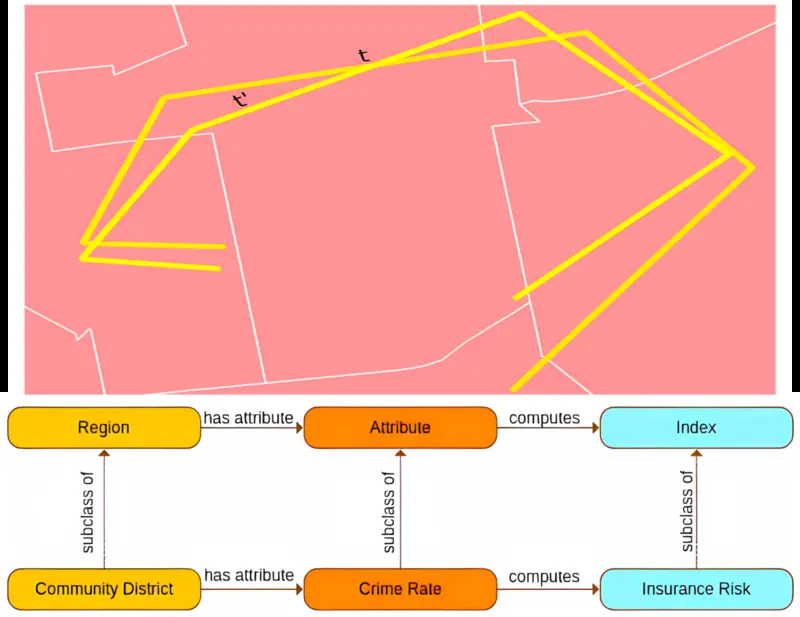 t
t'
has attribute
computes
Region
Attribute
Index
subclass of
subclass of
subclass of
has attribute
computes
Community District
Crime Rate
Insurance Risk